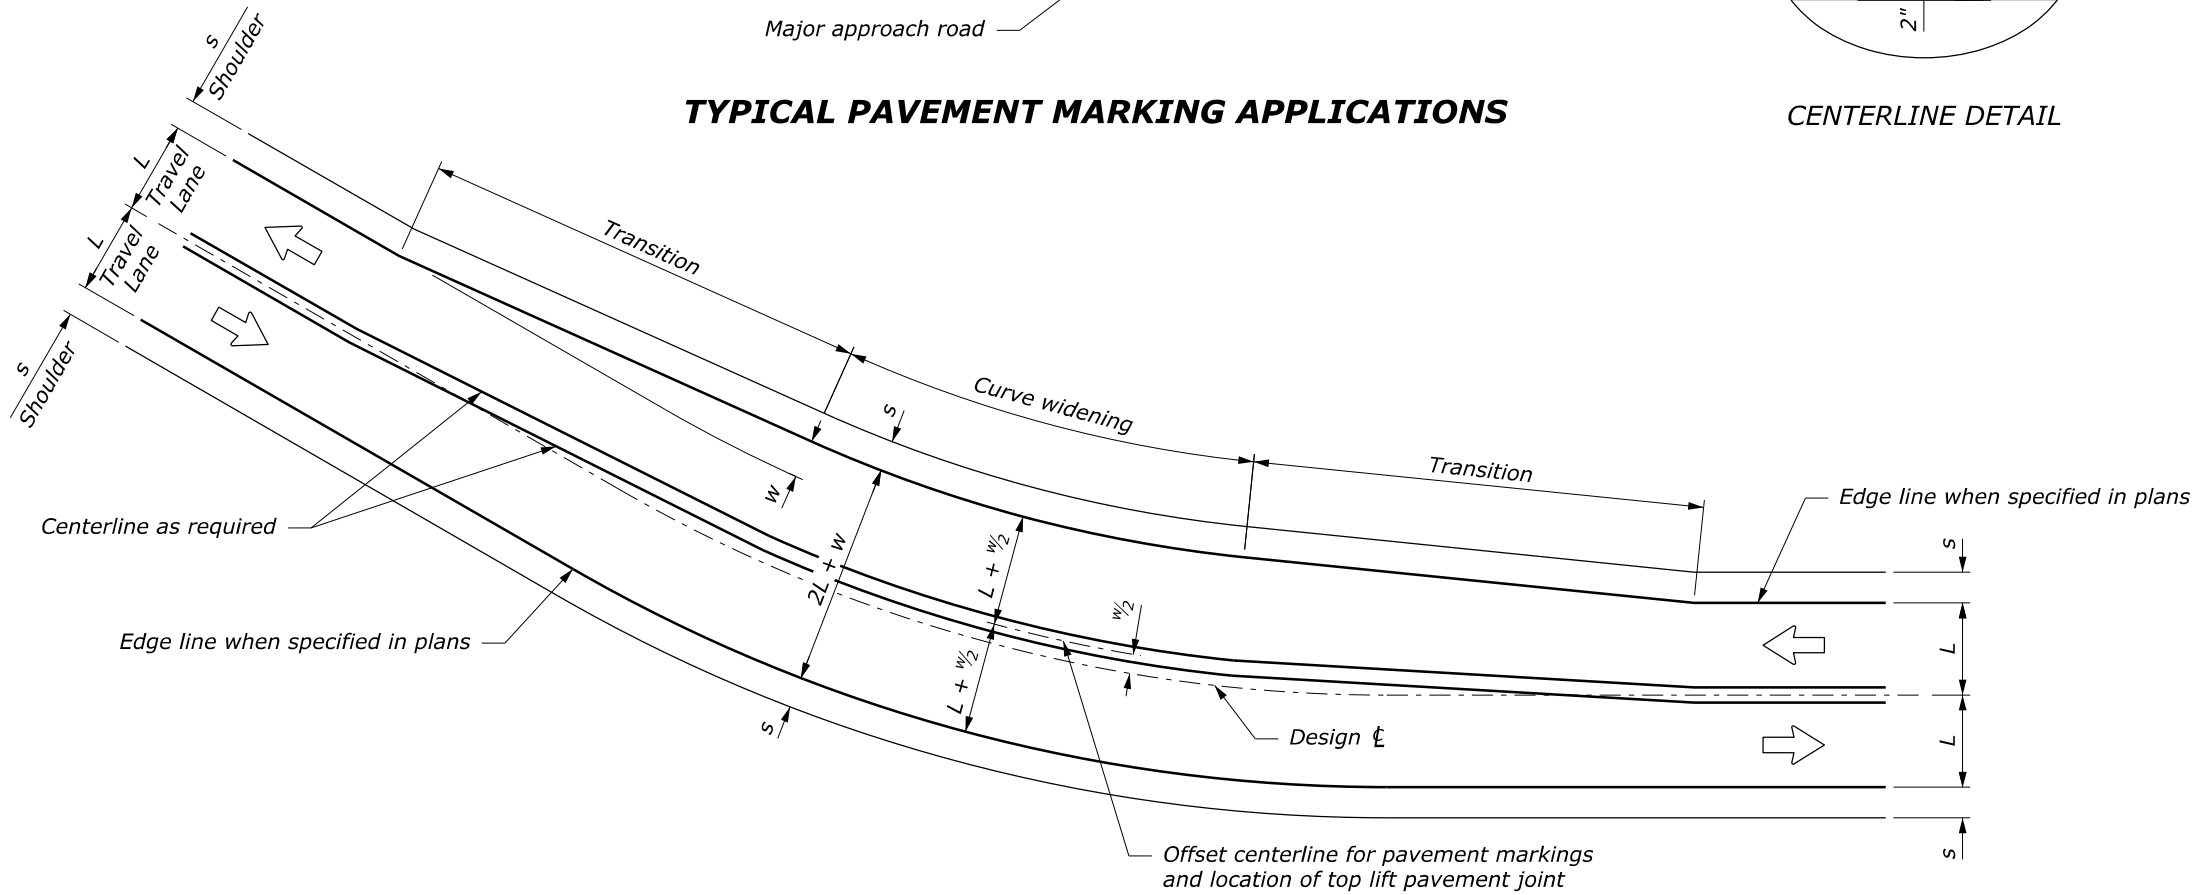 Major approach road
2"
TYPICAL PAVEMENT MARKING APPLICATIONS
CENTERLINE DETAIL
s
Shoulder
L
Travel
Lane
L
Travel
Lane
s
Shoulder
Transition
Curve widening
s
Transition
w
Edge line when specified in plans
Centerline as required
2L + w
L + w/2
w/2
L + w/2
Edge line when specified in plans
s
Design ℄
s
L
L
s
Offset centerline for pavement markings
and location of top lift pavement joint